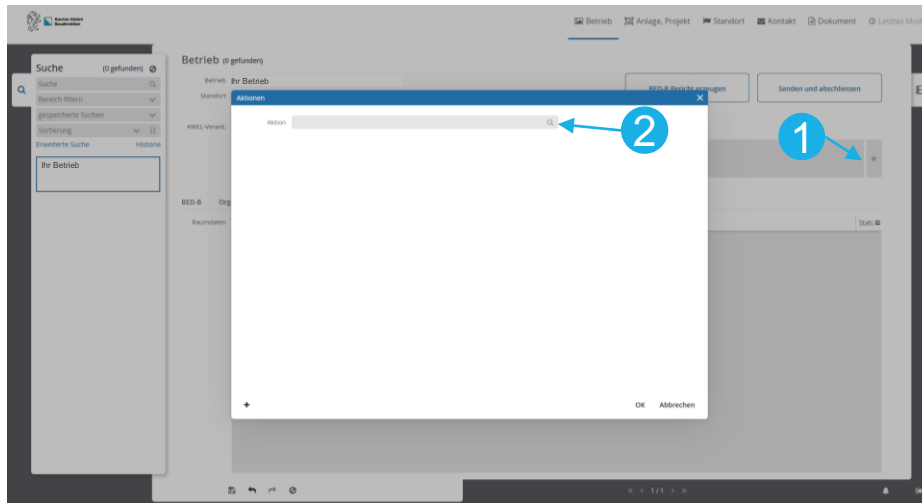 Kanton Zürich
Baudirektion
Betrieb
Anlage, Projekt
Standort
Kontakt
Dokument
Letztes Mod
Suche (0 gefunden)
Suche
Bereich filtern
gespeicherte Suchen
Sortierung
Erweiterte Suche Historie
Ihr Betrieb
Betrieb (0 gefunden)
Betrieb Ihr Betrieb
Standort
AWEL-Verant.
BED-B Bericht erzeugen
Senden und abschliessen
Aktionen
Aktion
2
1
+
BED-B Org
Raumdaten
Stats
+
OK Abbrechen
« < 1/1 > »